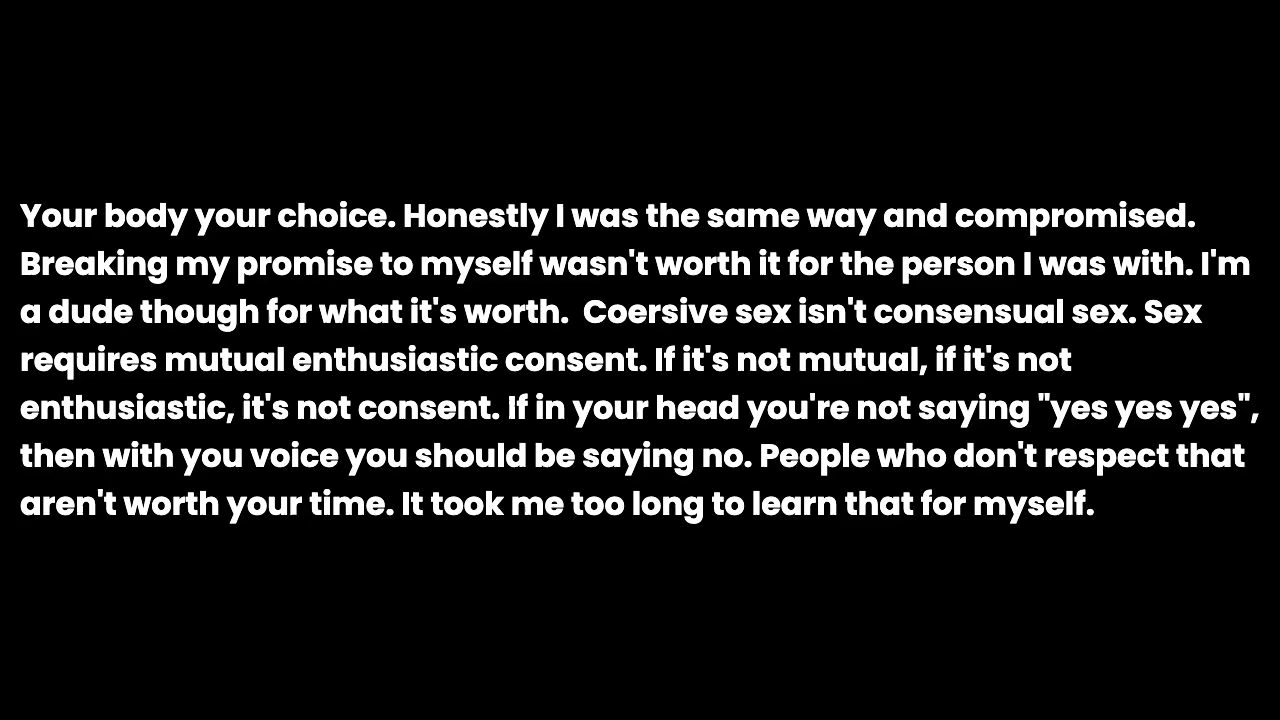 Your body your choice. Honestly I was the same way and compromised.
Breaking my promise to myself wasn't worth it for the person I was with. I'm
a dude though for what it's worth.  Coersive sex isn't consensual sex. Sex
requires mutual enthusiastic consent. If it's not mutual, if it's not
enthusiastic, it's not consent. If in your head you're not saying "yes yes yes",
then with you voice you should be saying no. People who don't respect that
aren't worth your time. It took me too long to learn that for myself.